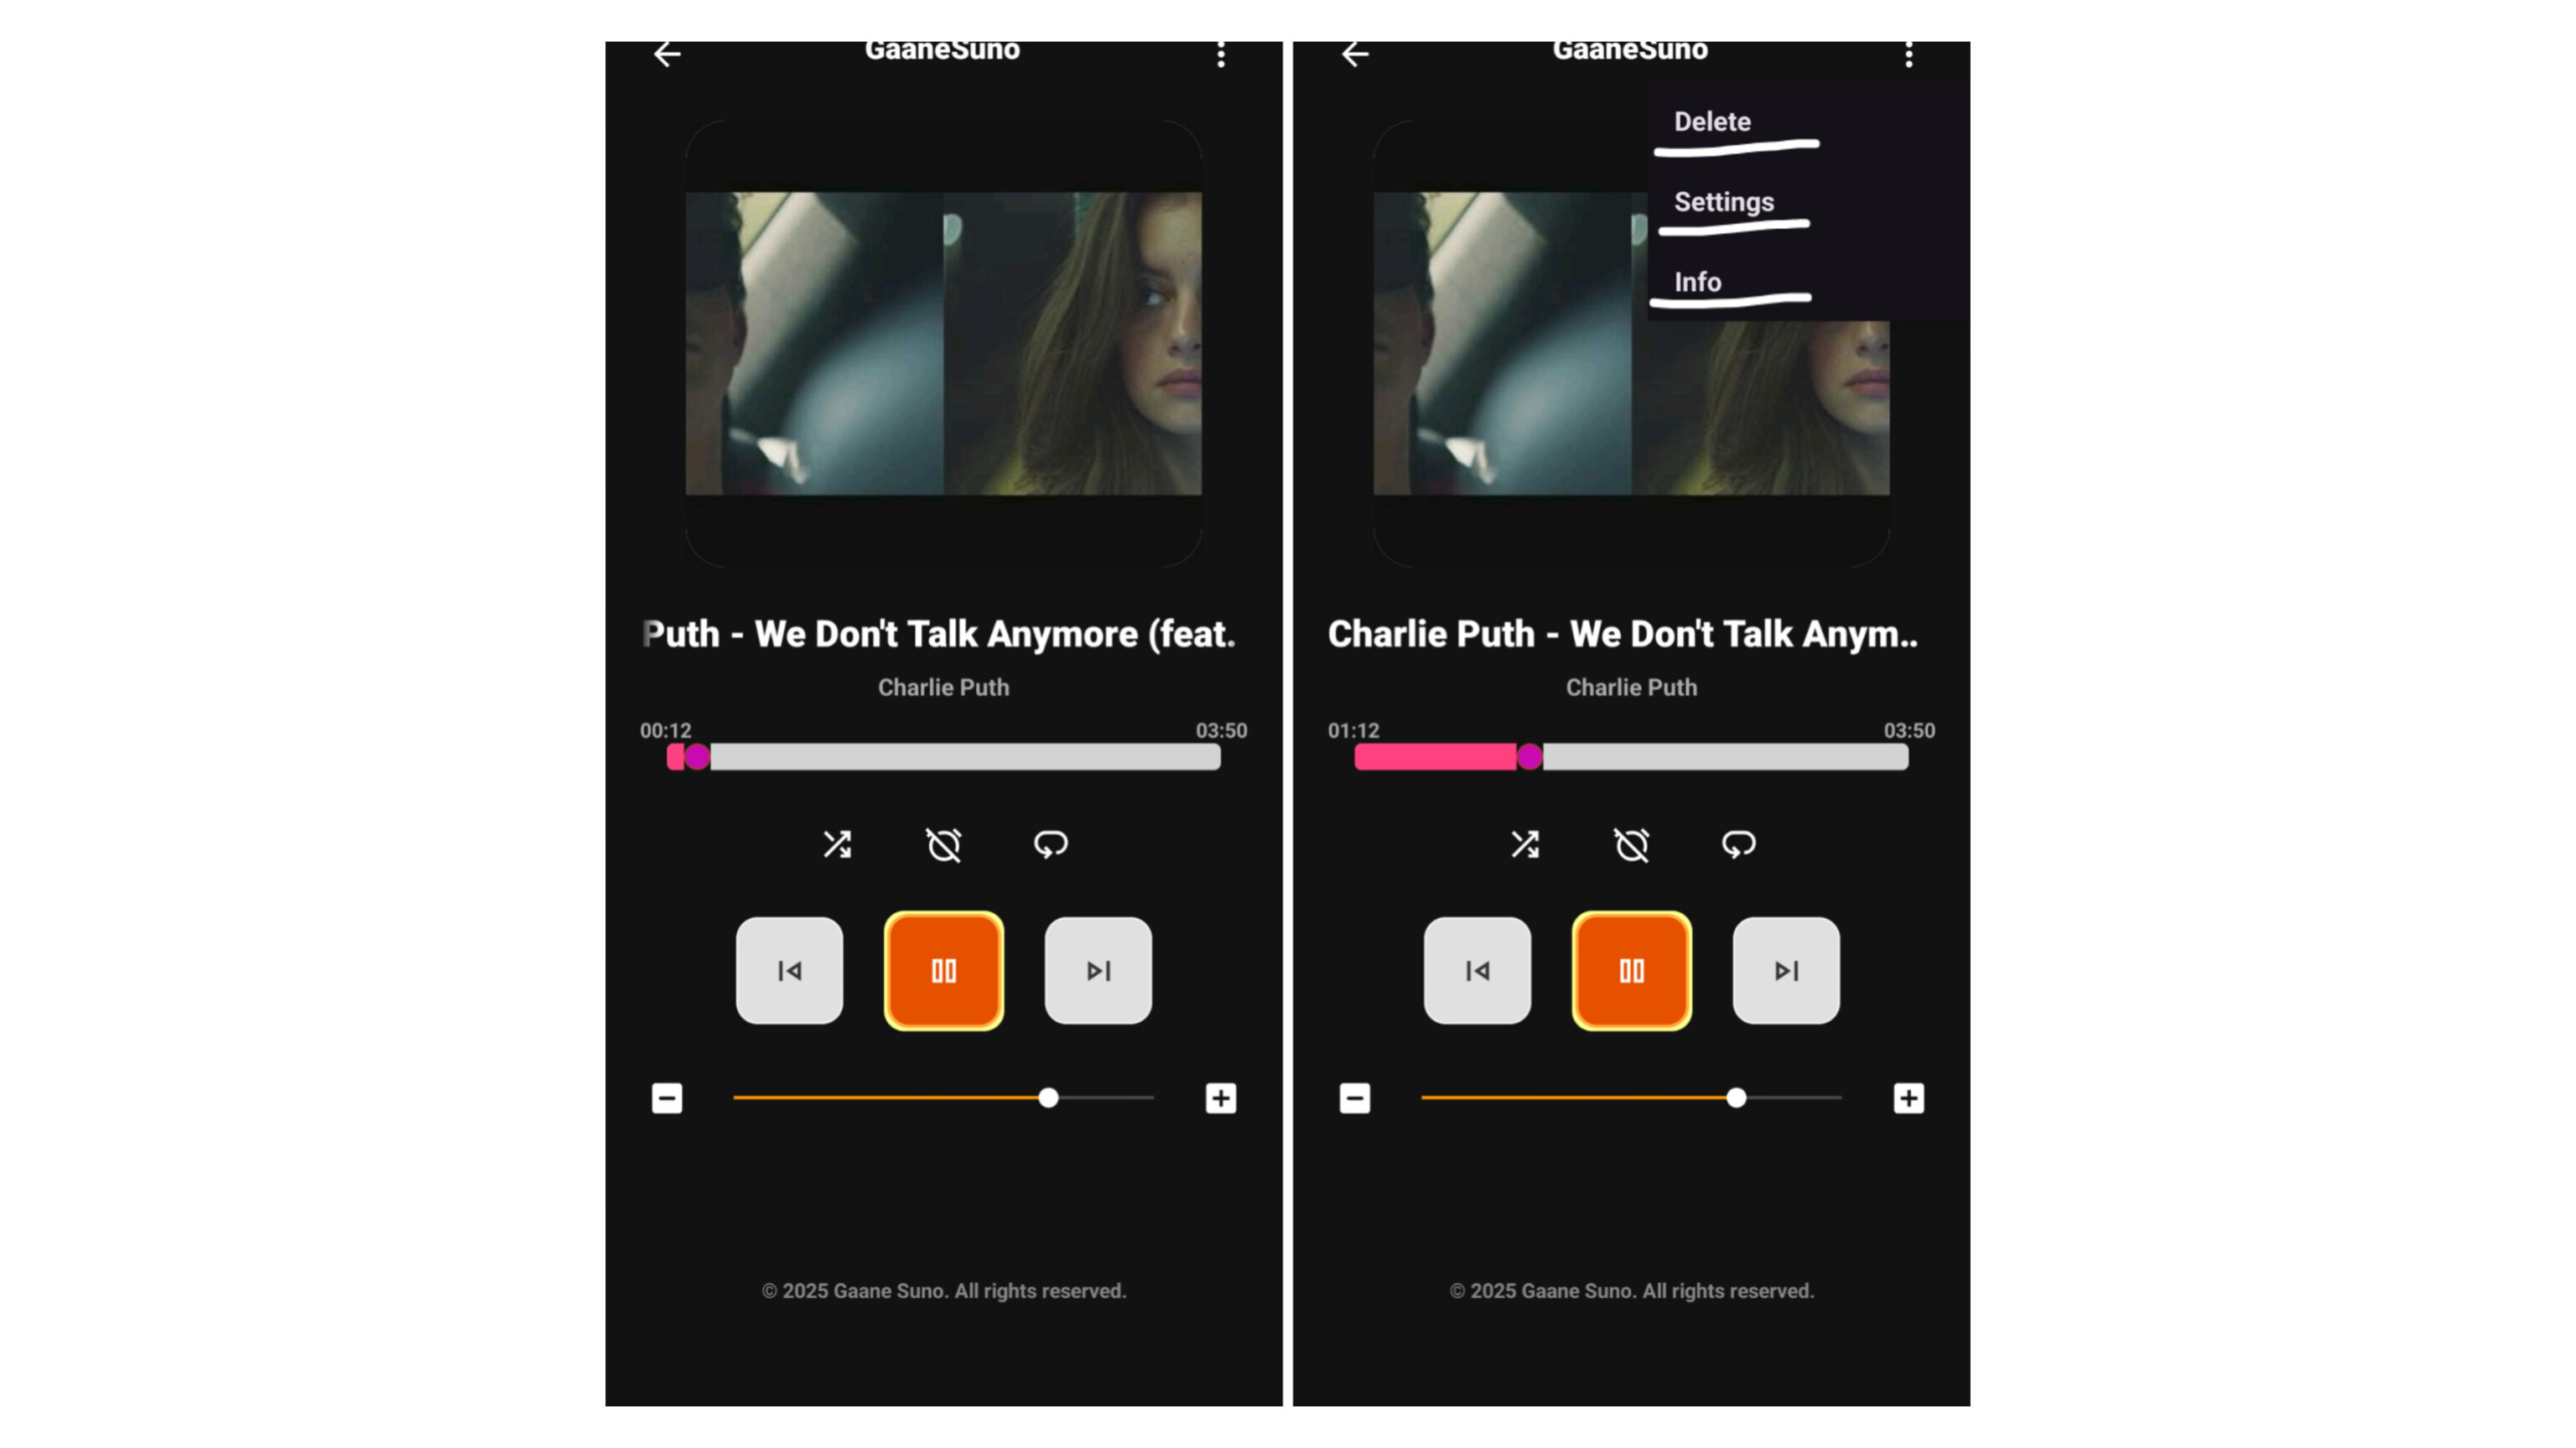 GaaneSuno
Puth - We Don't Talk Anymore (feat.
Charlie Puth
00:12 03:50
© 2025 Gaane Suno. All rights reserved.
GaaneSuno
Delete
Settings
Info
Charlie Puth - We Don't Talk Anym..
Charlie Puth
01:12 03:50
© 2025 Gaane Suno. All rights reserved.